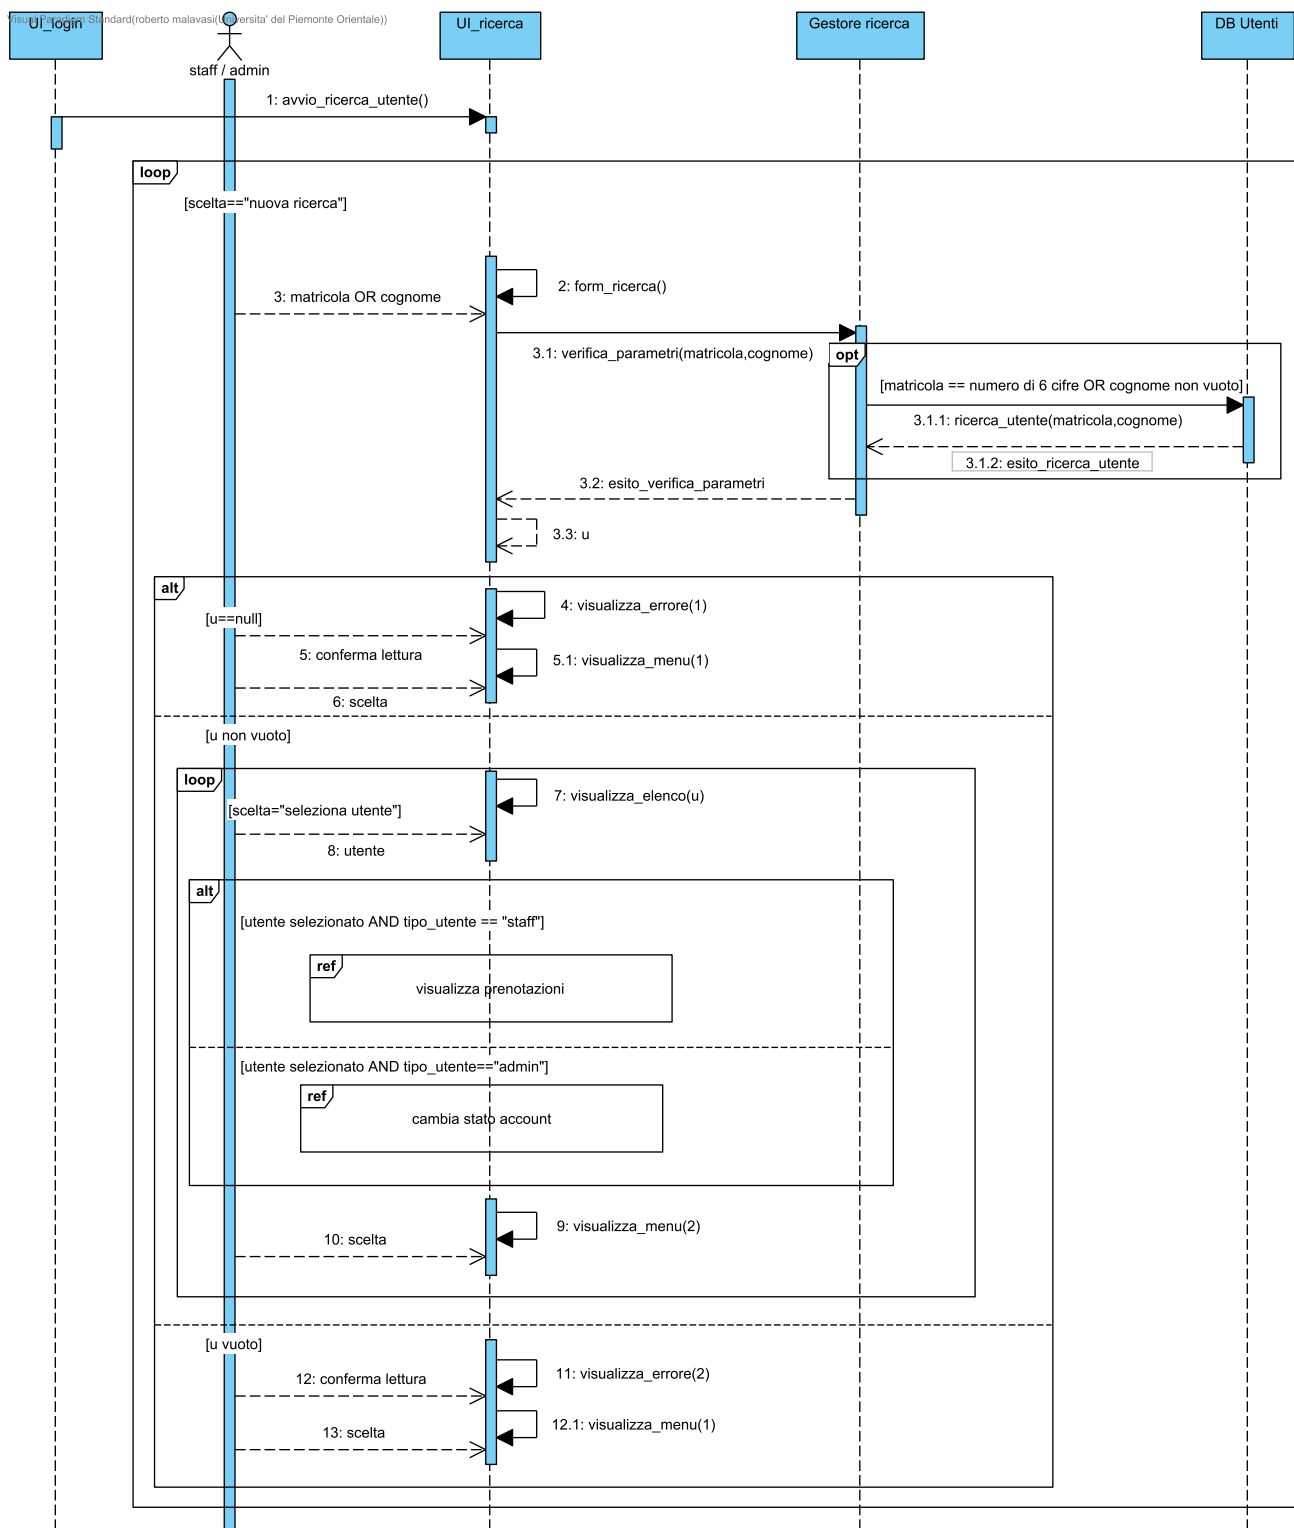 Visual Paradigm Standard(roberto malavasi(Universita' del Piemonte Orientale))
UI_login
staff / admin
UI_ricerca
Gestore ricerca
DB Utenti
1: avvio_ricerca_utente()
loop
[scelta=="nuova ricerca"]
2: form_ricerca()
3: matricola OR cognome
3.1: verifica_parametri(matricola,cognome)
opt
[matricola == numero di 6 cifre OR cognome non vuoto]
3.1.1: ricerca_utente(matricola,cognome)
3.1.2: esito_ricerca_utente
3.2: esito_verifica_parametri
3.3: u
alt
[u==null]
4: visualizza_errore(1)
5: conferma lettura
5.1: visualizza_menu(1)
6: scelta
[u non vuoto]
loop
[scelta="seleziona utente"]
7: visualizza_elenco(u)
8: utente
alt
[utente selezionato AND tipo_utente == "staff"]
ref
visualizza prenotazioni
[utente selezionato AND tipo_utente=="admin"]
ref
cambia stato account
9: visualizza_menu(2)
10: scelta
[u vuoto]
11: visualizza_errore(2)
12: conferma lettura
12.1: visualizza_menu(1)
13: scelta